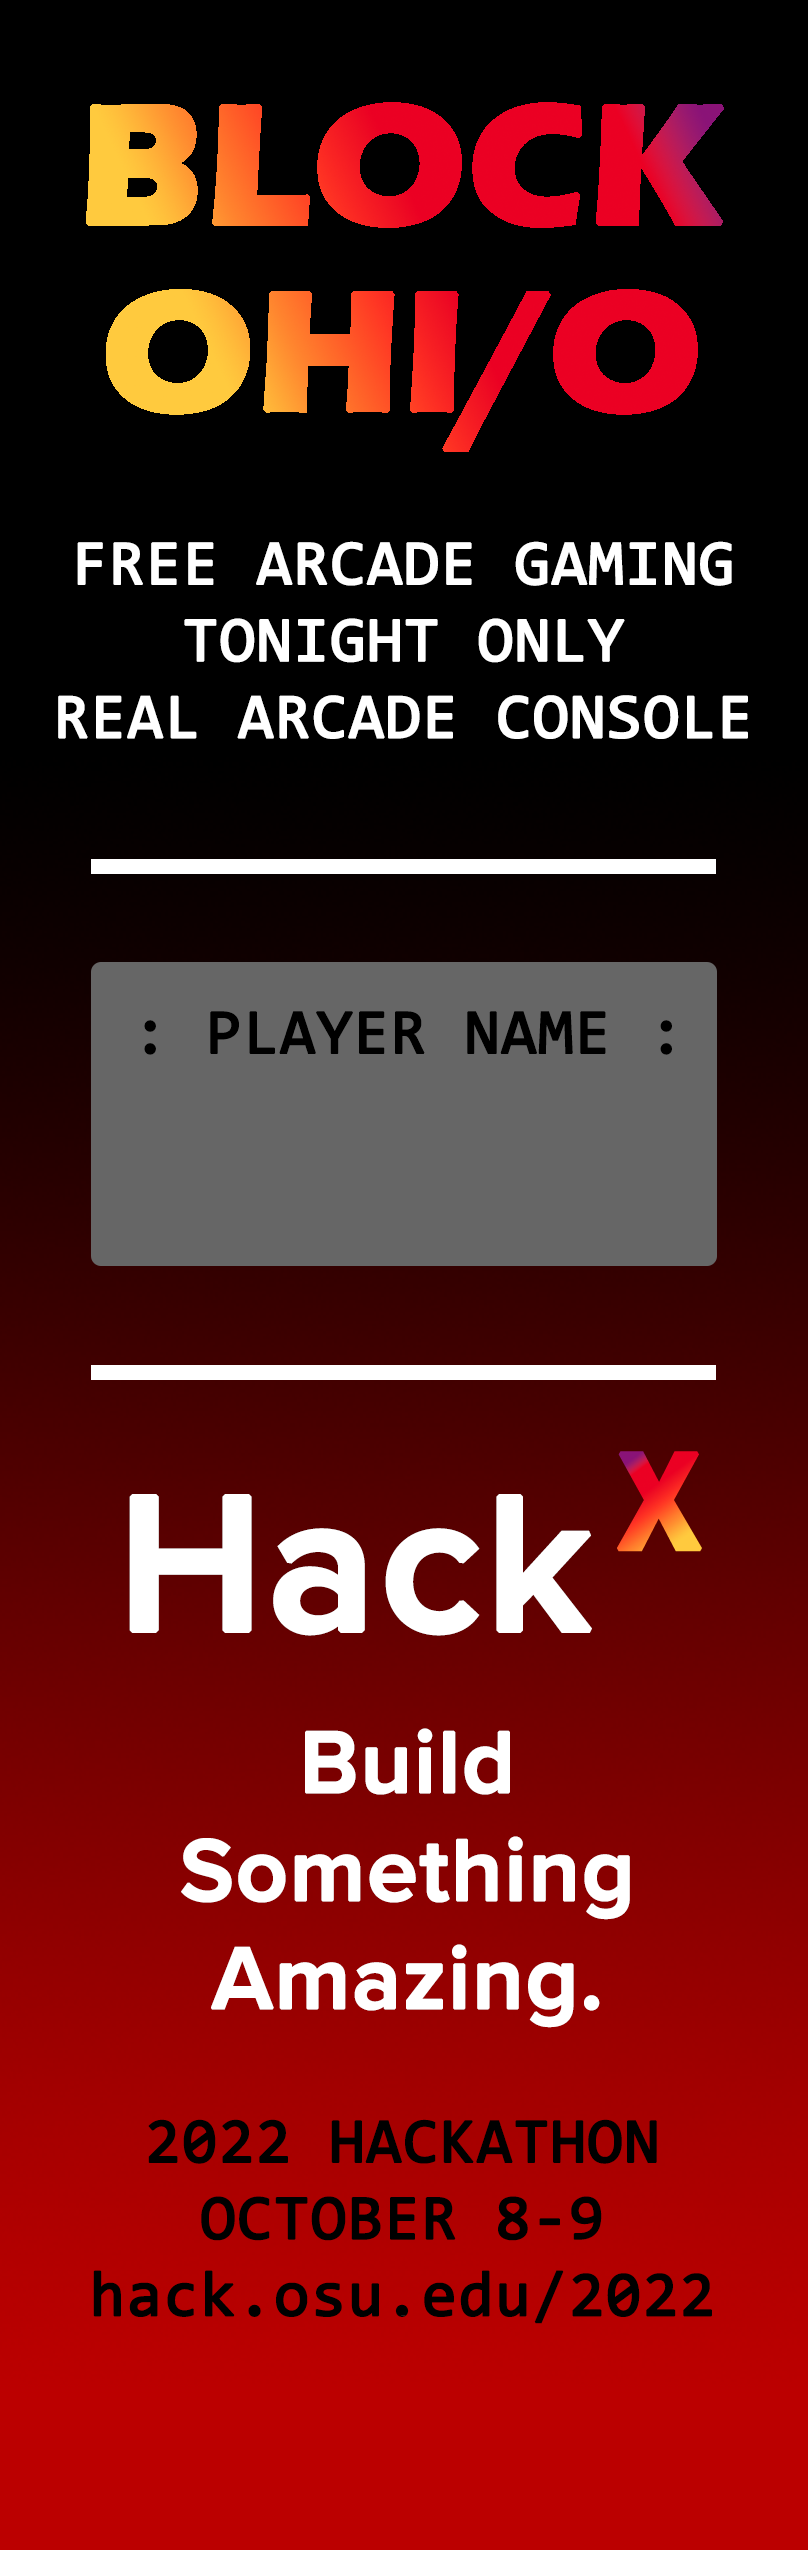 BLOCK
OHI/O
FREE ARCADE GAMING
TONIGHT ONLY
REAL ARCADE CONSOLE
: PLAYER NAME :
Hack X
Build
Something
Amazing.
2022 HACKATHON
OCTOBER 8-9
hack.osu.edu/2022